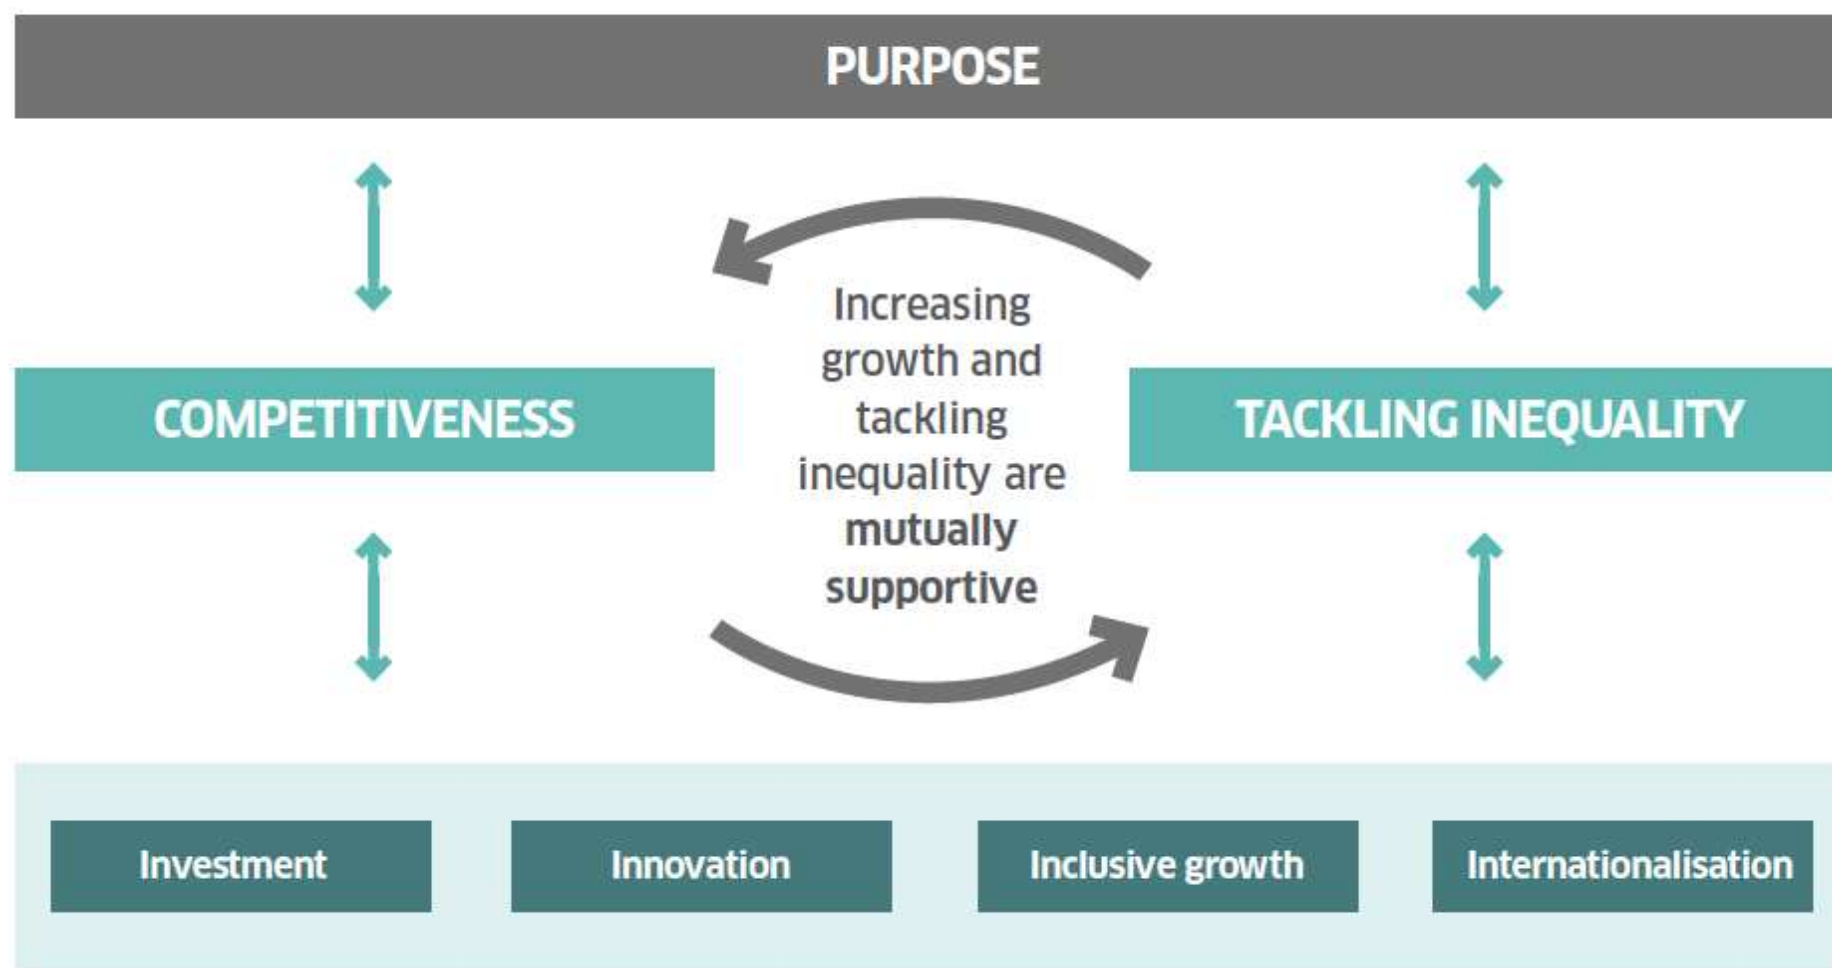 PURPOSE
Increasing
growth and
tackling
inequality are
mutually
supportive
COMPETITIVENESS
TACKLING INEQUALITY
Investment
Innovation
Inclusive growth
Internationalisation